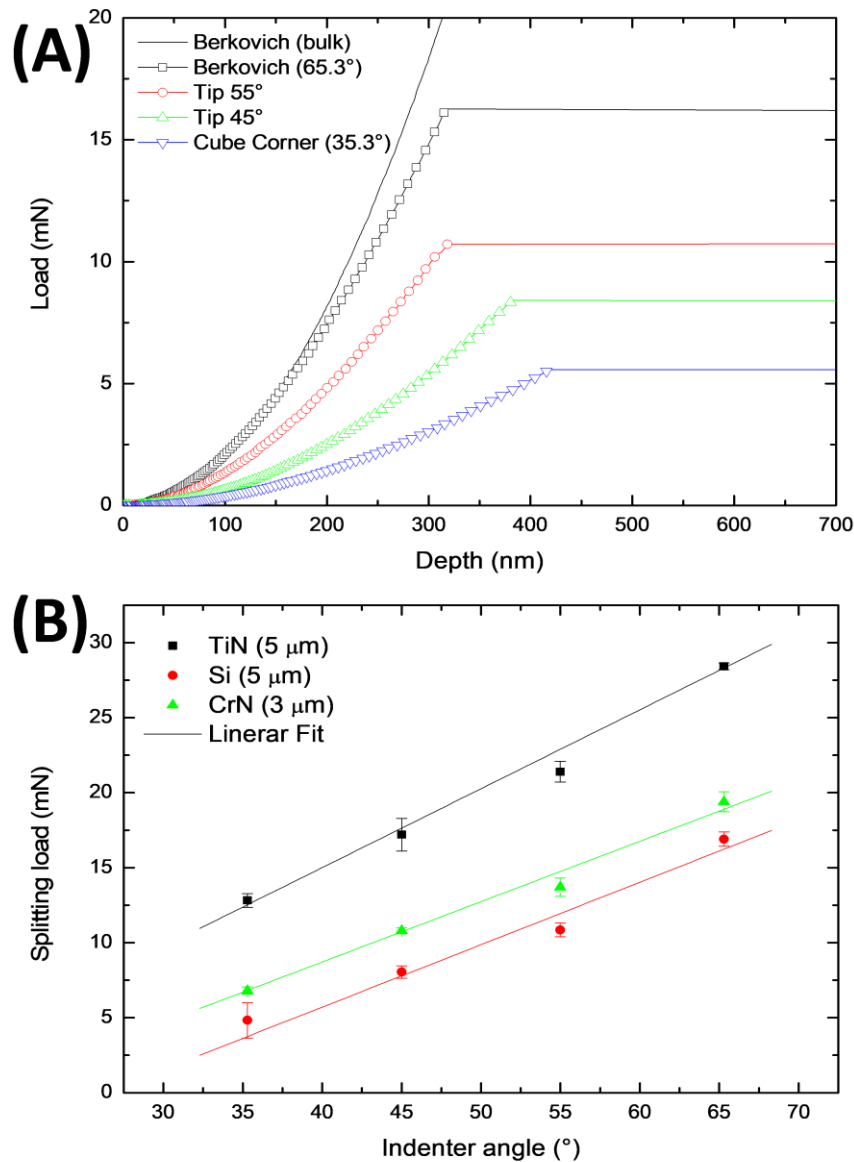 (A)
Berkovich (bulk)
Berkovich (65.3°)
Tip 55°
Tip 45°
Cube Corner (35.3°)
20
15
10
5
0
Load (mN)
0 100 200 300 400 500 600 700
Depth (nm)
(B)
TiN (5 μm)
Si (5 μm)
CrN (3 μm)
Linerar Fit
30
25
20
15
10
5
0
Splitting load (mN)
30 35 40 45 50 55 60 65 70
Indenter angle (°)